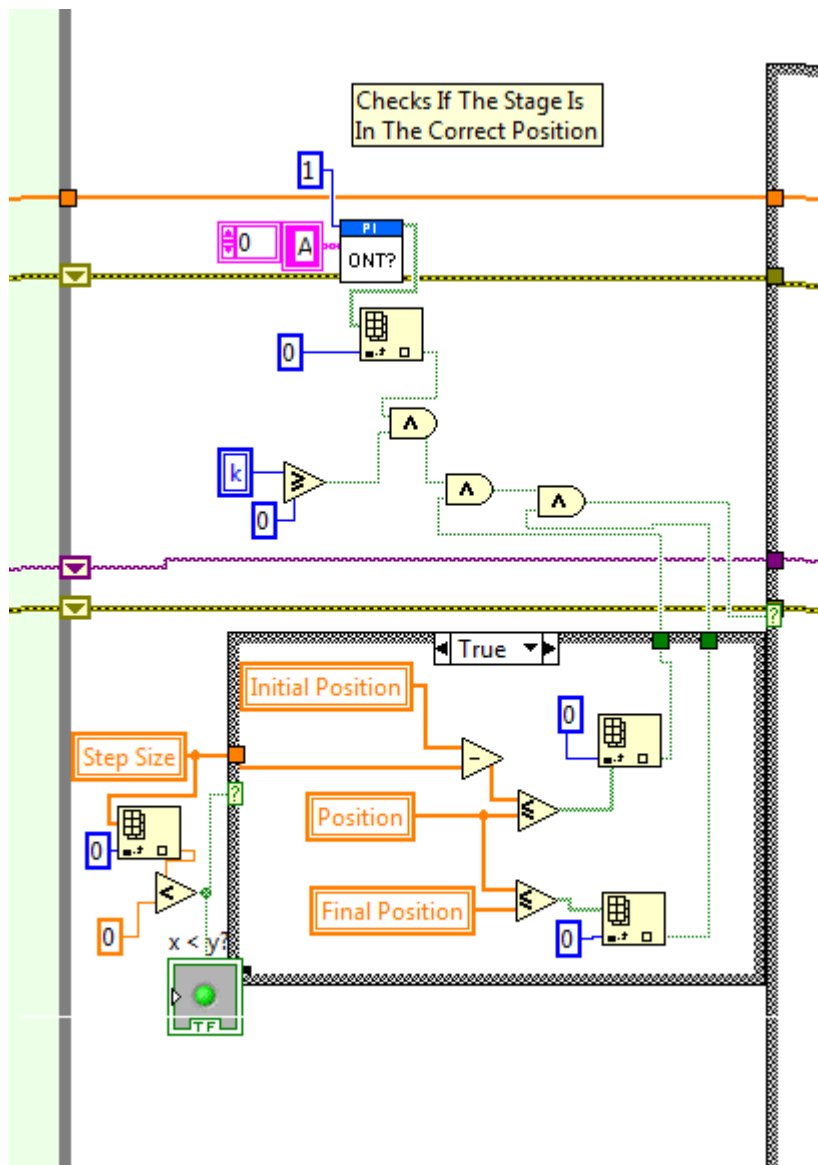 Checks If The Stage Is
In The Correct Position
1
PI
0 A
ONT?
0
k
0
?
True
Initial Position
0
Step Size
?
Position
0
Final Position
0
0
x < y?
TF